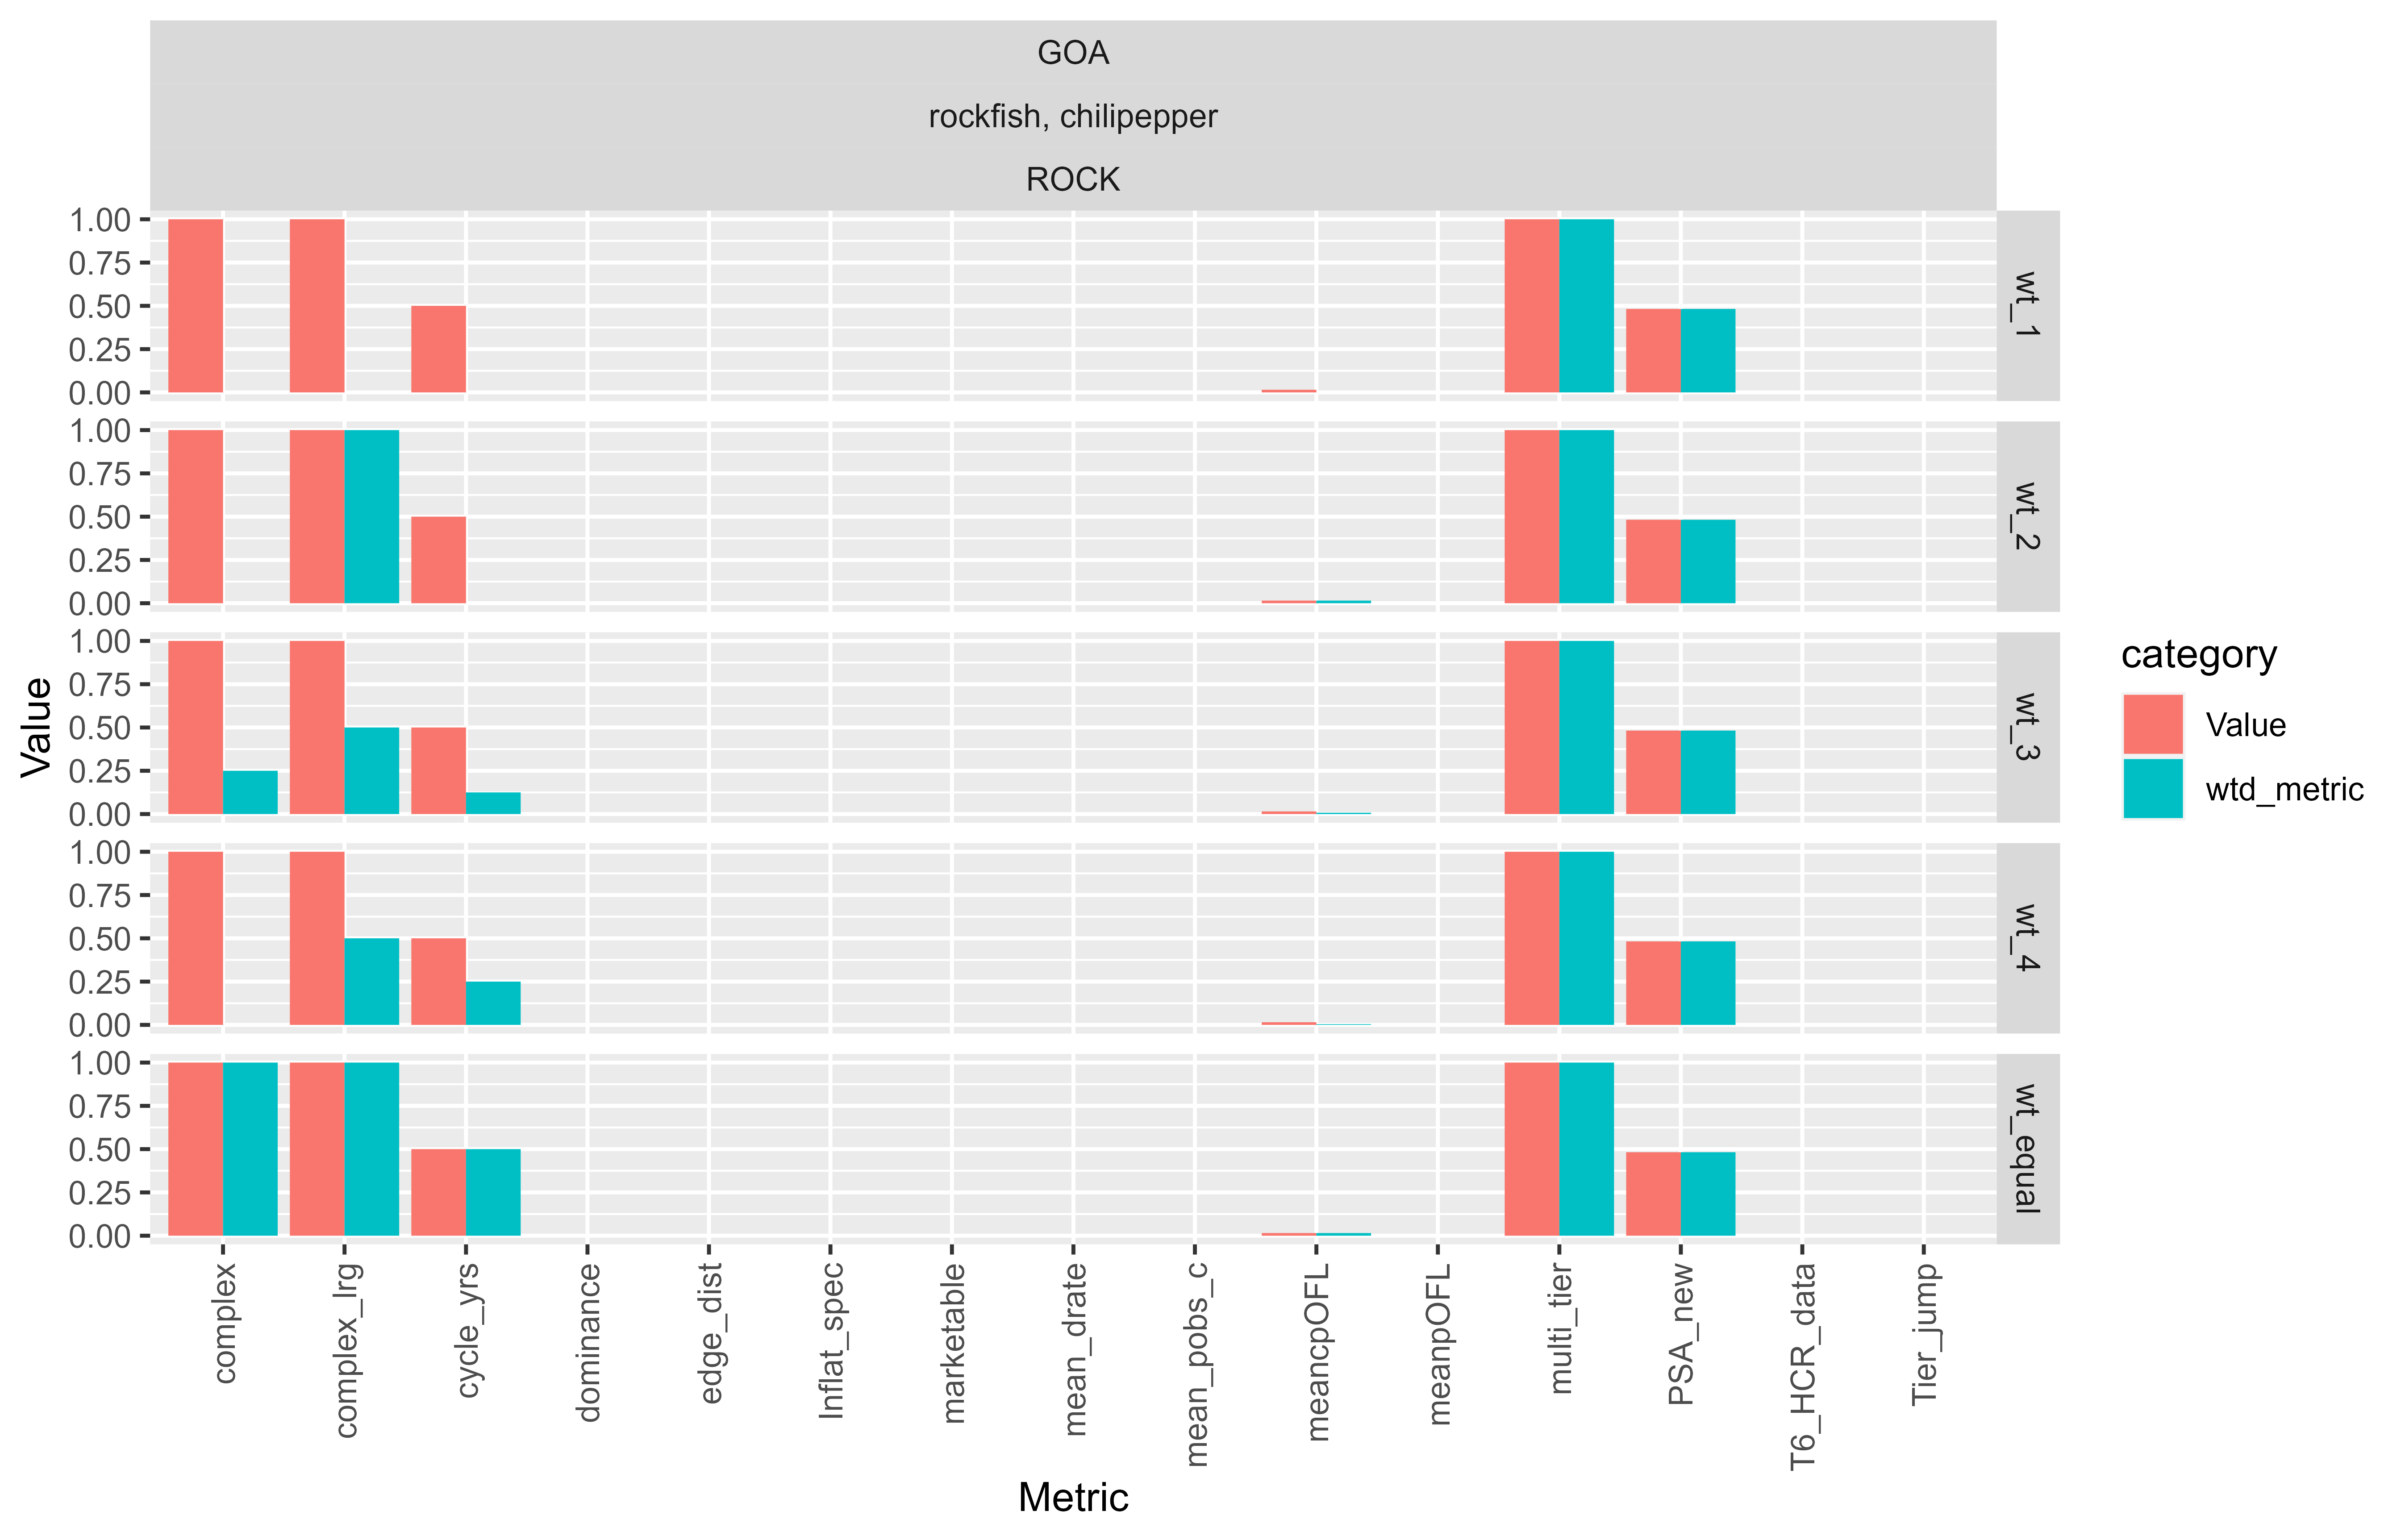 GOA
rockfish, chilipepper
ROCK
1.00
0.75
0.50
0.25
0.00
wt_1
1.00
0.75
0.50
0.25
0.00
wt_2
1.00
0.75
0.50
0.25
0.00
wt_3
1.00
0.75
0.50
0.25
0.00
wt_4
1.00
0.75
0.50
0.25
0.00
wt_equal
Value
complex
complex_lrg
cycle_yrs
dominance
edge_dist
Inflat_spec
marketable
mean_drate
mean_pobs_c
meancpOFL
meanpOFL
multi_tier
PSA_new
T6_HCR_data
Tier_jump
Metric
category
Value
wtd_metric